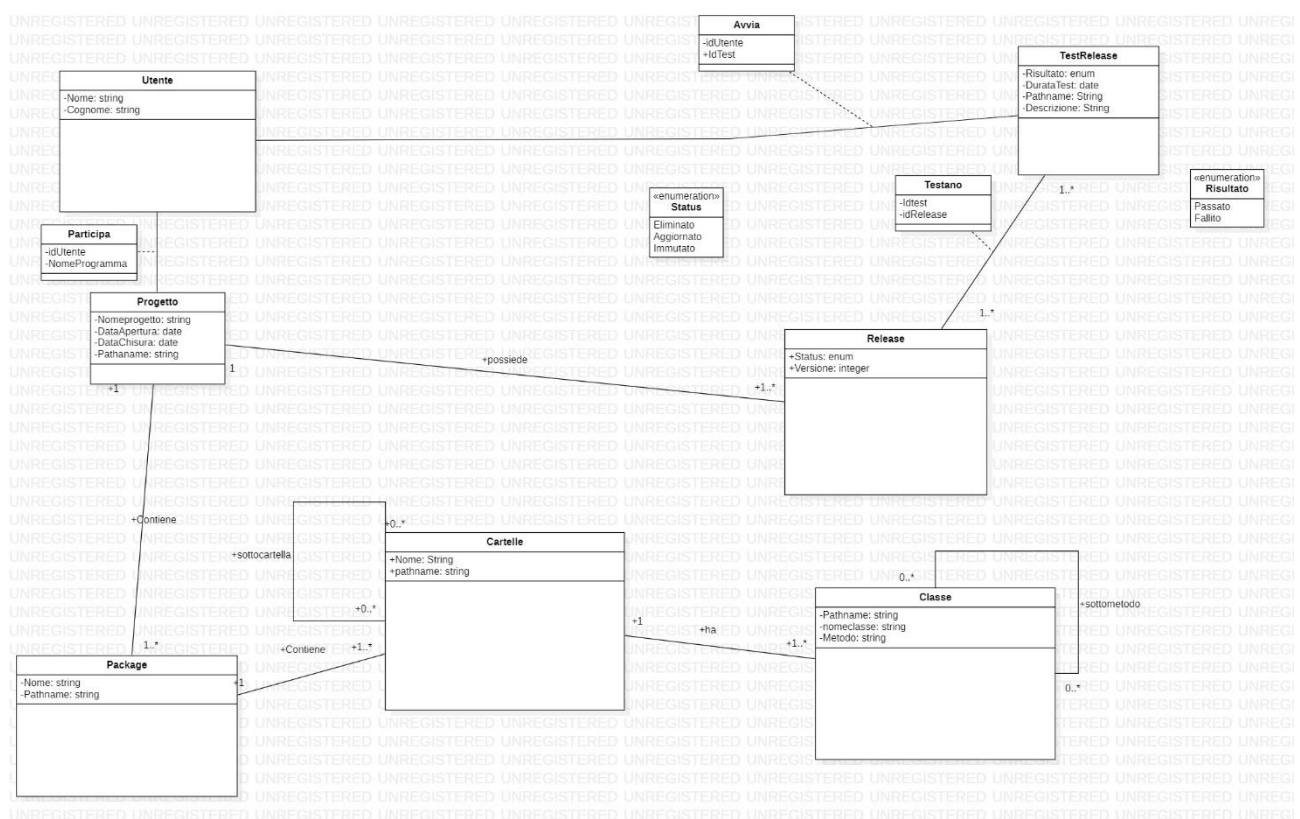 Avvia
-idUtente
+IdTest
TestRelease
-Risultato: enum
-DurataTest: date
-Pathname: String
-Descrizione: String
Utente
-Nome: string
-Cognome: string
«enumeration»
Risultato
Passato
Fallito
Testano
-Idtest
-idRelease
1..*
«enumeration»
Status
Eliminato
Aggiornato
Immutato
Participa
-idUtente
-NomeProgramma
Progetto
-Nomeprogetto: string
-DataApertura: date
-DataChisura: date
-Pathaname: string
1..*
Release
+Status: enum
+Versione: integer
+possiede
1
+1
+1..*
+Contiene
+0..*
Cartelle
+Nome: String
+pathname: string
+sottocartella
+0..*
0..*
Classe
-Pathname: string
-nomeclasse: string
-Metodo: string
+sottometodo
+1
+ha
+1..*
1..*
+Contiene
+1..*
Package
-Nome: string
-Pathname: string
+1
0..*
UNREGISTERED UNREGISTERED UNREGISTERED UNREGISTERED